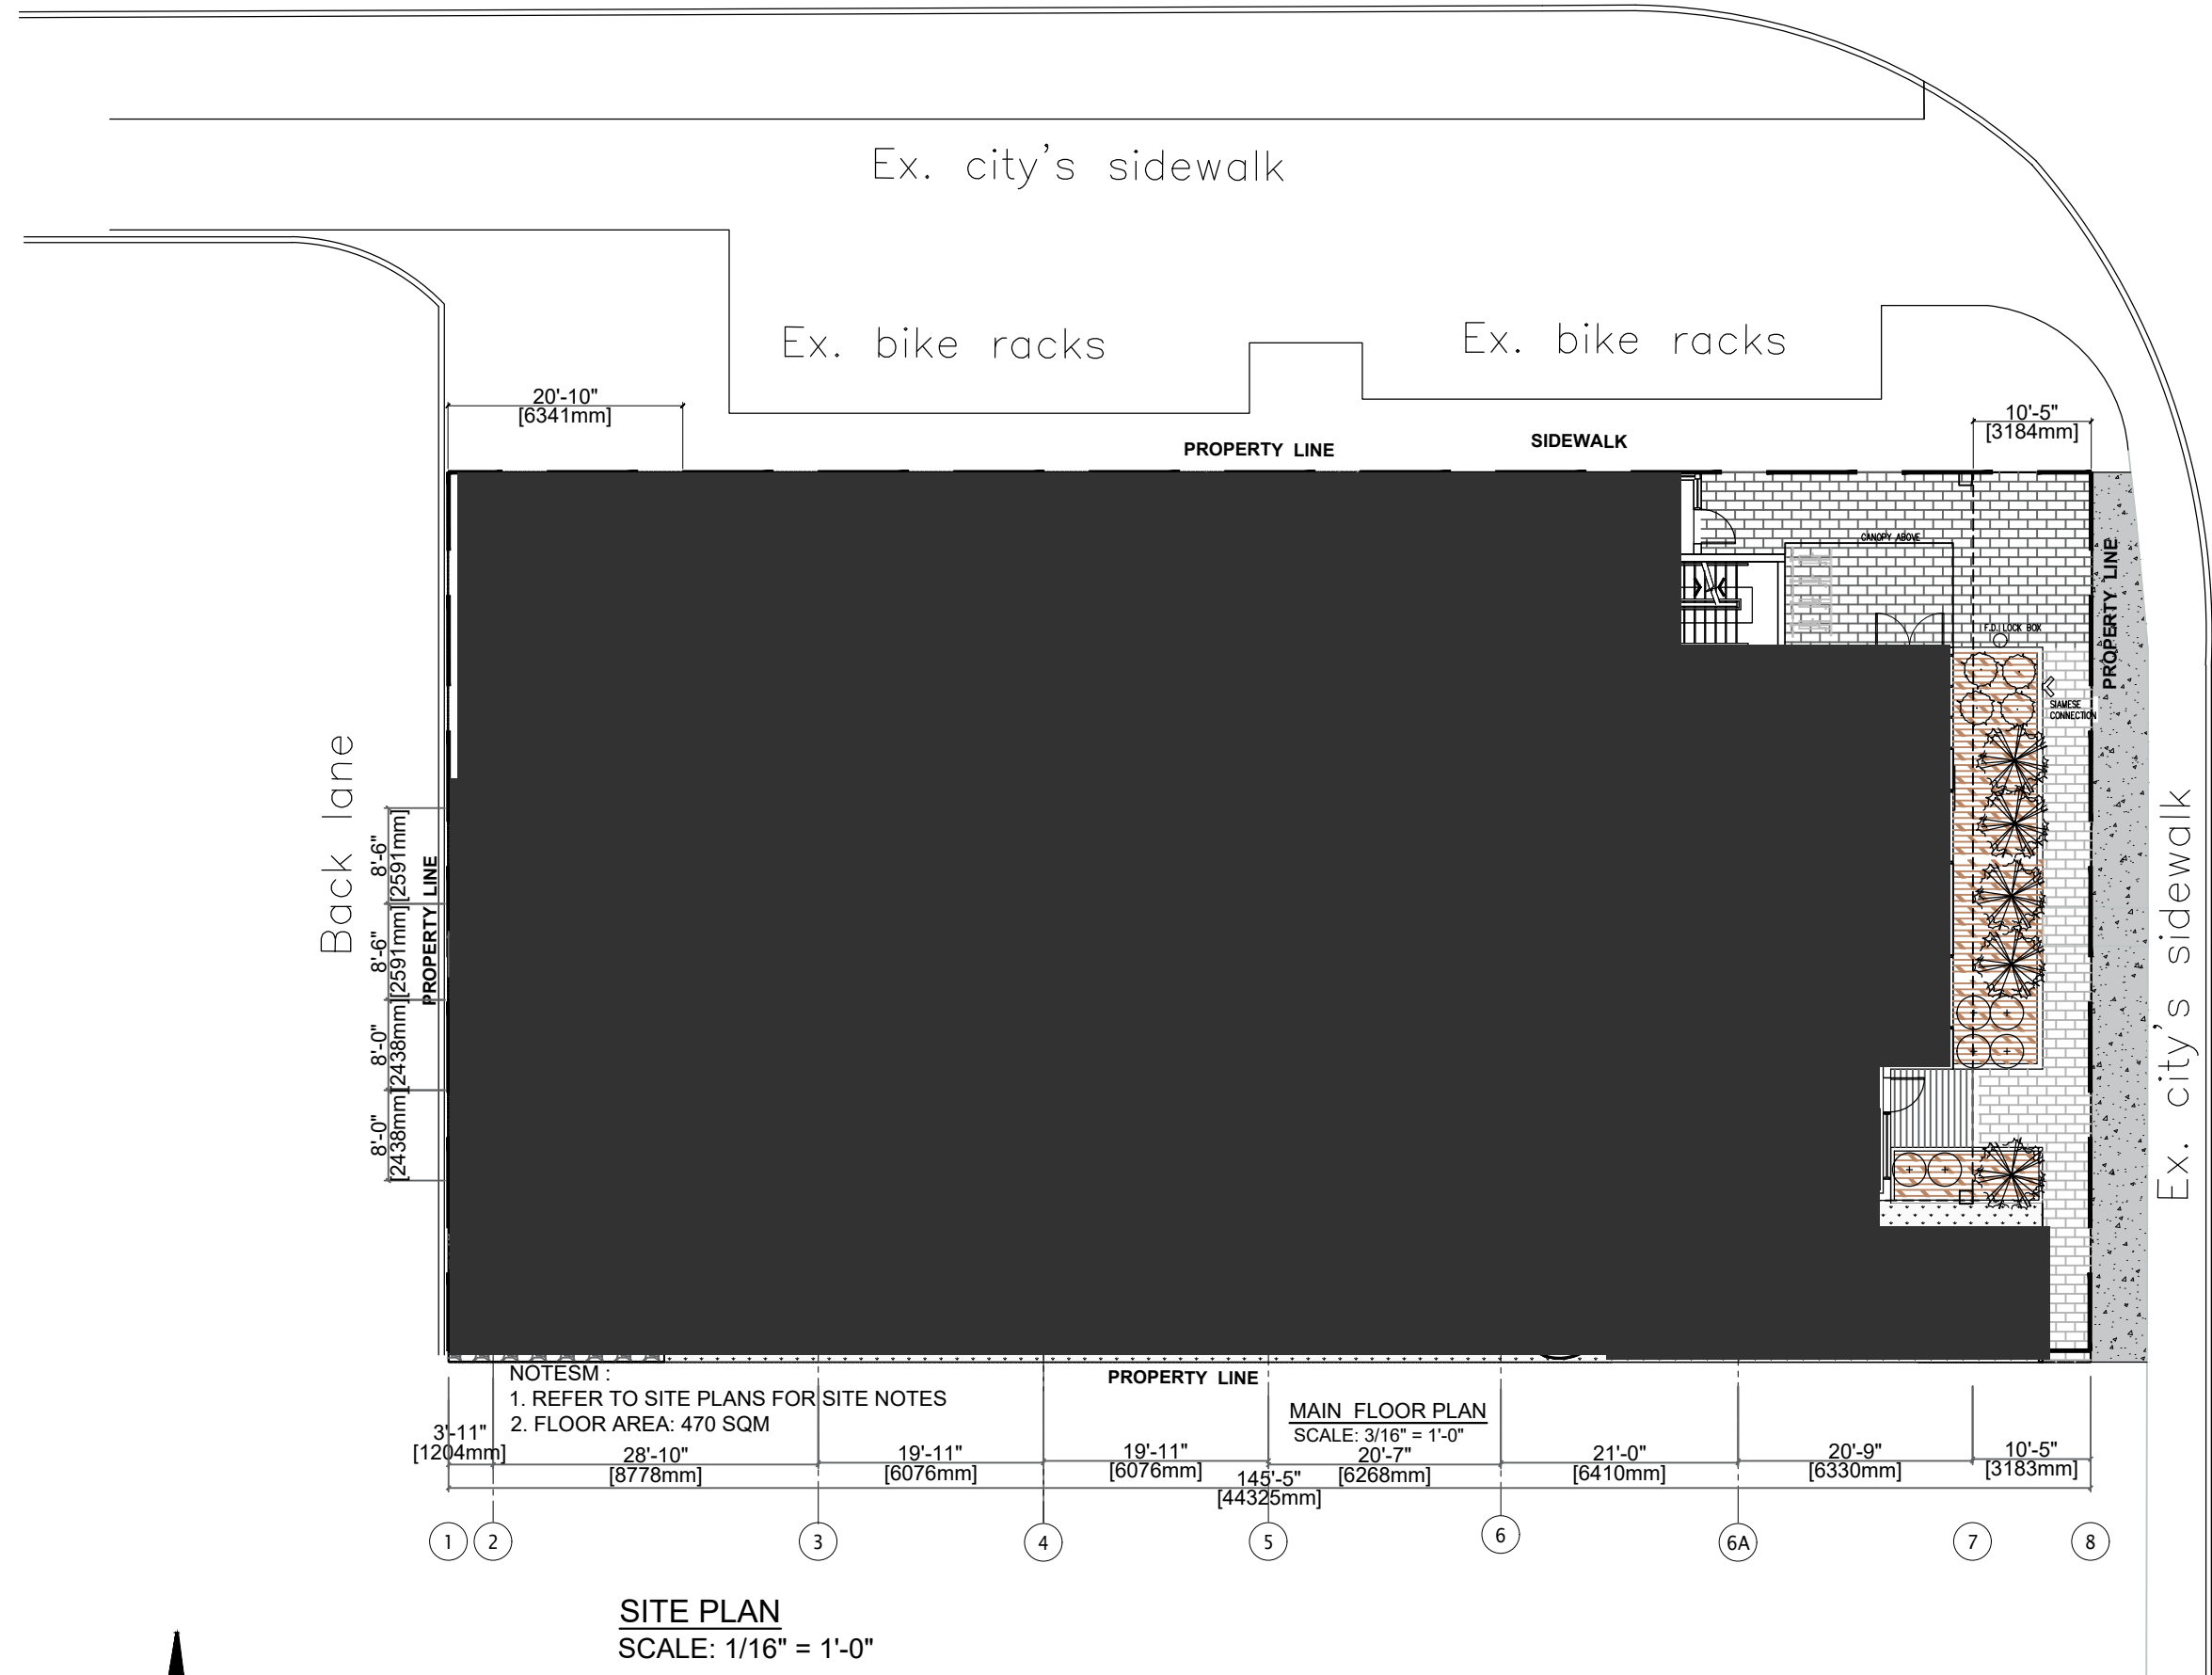 Ex. city's sidewalk
Ex. bike racks
Ex. bike racks
20'-10"
[6341mm]
10'-5"
[3184mm]
PROPERTY LINE
SIDEWALK
CANOPY ABOVE
F.D. LOCK BOX
PROPERTY LINE
SIAMESE
CONNECTION
Back lane
8'-6"
[2591mm]
8'-6"
[2591mm]
8'-0"
[2438mm]
8'-0"
[2438mm]
PROPERTY LINE
Ex. city's sidewalk
NOTESM :
1. REFER TO SITE PLANS FOR SITE NOTES
2. FLOOR AREA: 470 SQM
PROPERTY LINE
MAIN FLOOR PLAN
SCALE: 3/16" = 1'-0"
3'-11"
[1204mm]
28'-10"
[8778mm]
19'-11"
[6076mm]
19'-11"
[6076mm]
20'-7"
[6268mm]
21'-0"
[6410mm]
20'-9"
[6330mm]
10'-5"
[3183mm]
145'-5"
[44325mm]
1
2
3
4
5
6
6A
7
8
SITE PLAN
SCALE: 1/16" = 1'-0"